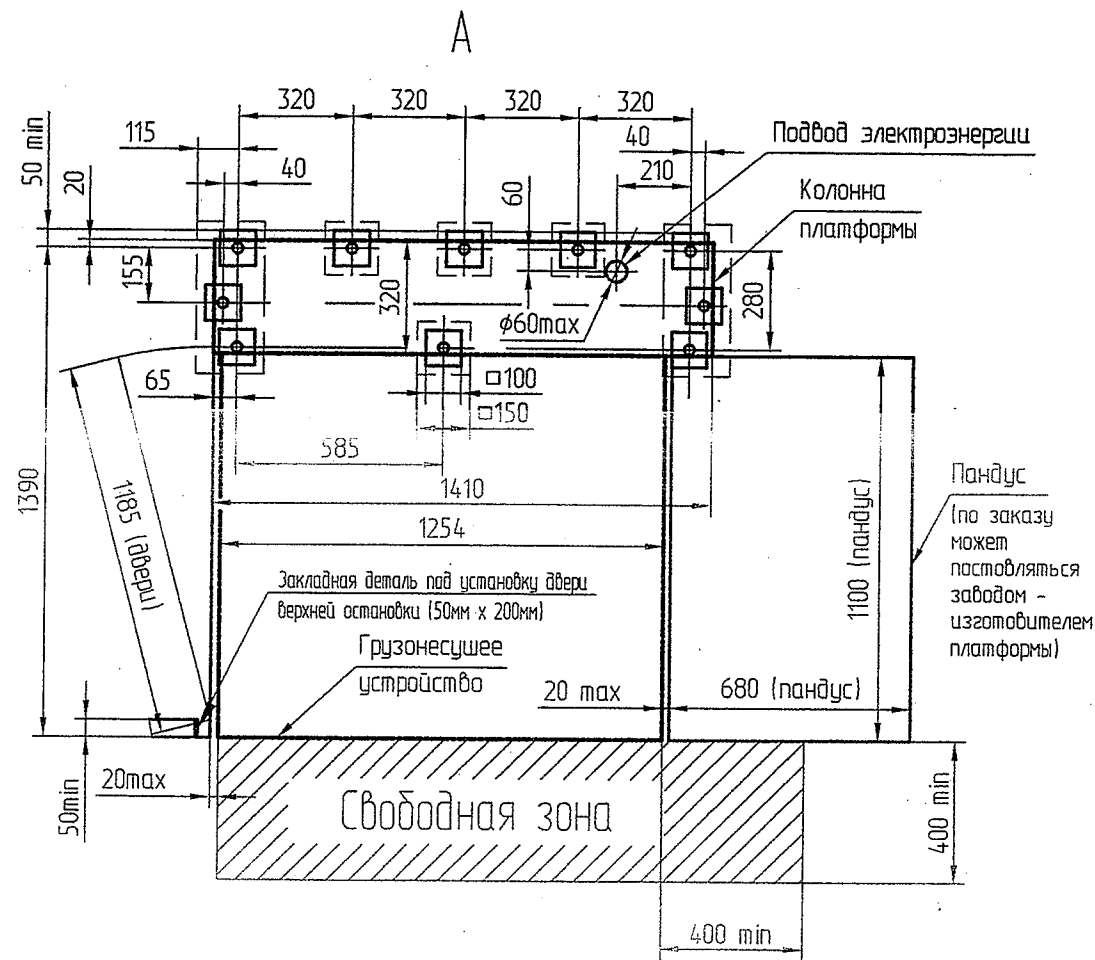 А
320
320
320
320
115
40
50 min
20
40
60
210
Подвод электроэнергии
Колонна
платформы
155
320
280
ϕ60max
65
□100
□150
585
1410
1254
1390
1185 (двери)
Закладная деталь под установку двери
верхней остановки (50мм х 200мм)
Грузонесущее
устройство
20 max
680 (пандус)
1100 (пандус)
Пандус
(по заказу
может
поставляться
заводом -
изготовителем
платформы)
50min
20max
Свободная зона
400 min
400 min